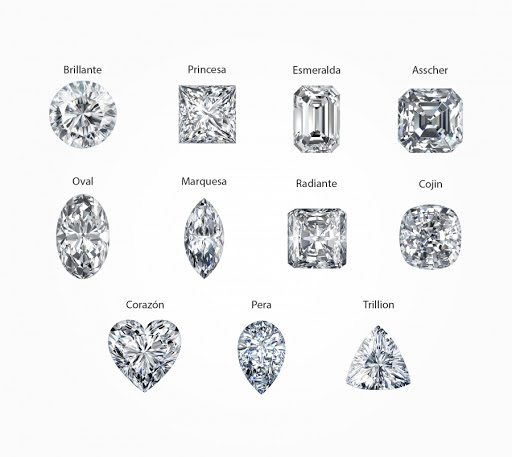 Brillante
Princesa
Esmeralda
Asscher
Oval
Marquesa
Radiante
Cojin
Corazón
Pera
Trillion